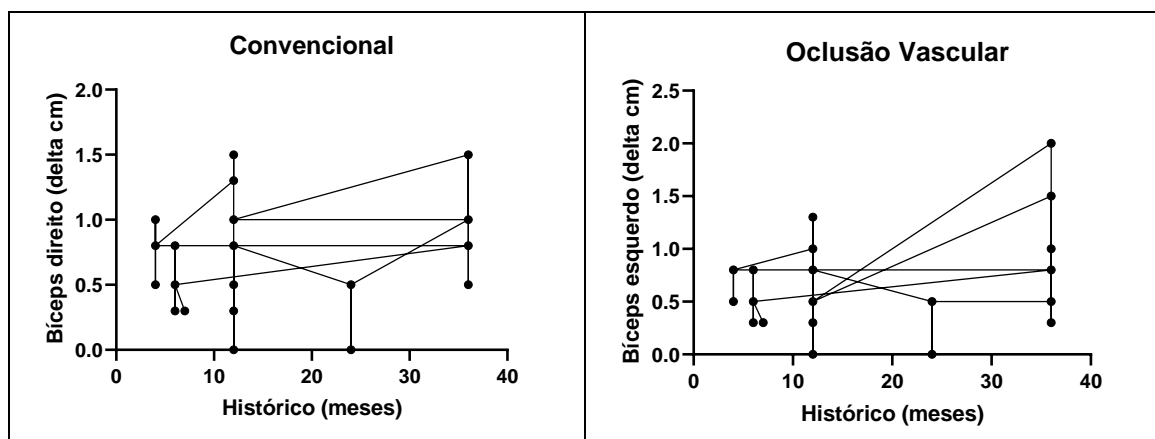 Convencional
Bíceps direito (delta cm)
2.0
1.5
1.0
0.5
0.0
0 10 20 30 40
Histórico (meses)
Oclusão Vascular
Bíceps esquerdo (delta cm)
2.5
2.0
1.5
1.0
0.5
0.0
0 10 20 30 40
Histórico (meses)